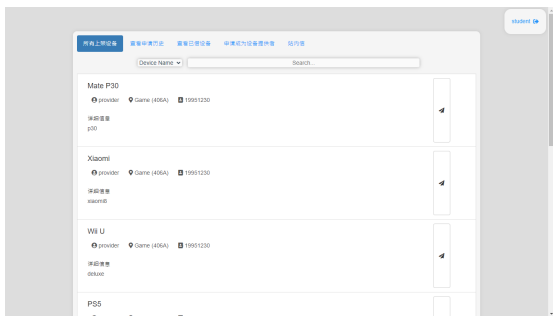 student
所有上架设备 查看申请历史 查看已借设备 申请成为设备提供者 站内信
Device Name Search...
Mate P30
provider Game (406A) 19951230
详细信息
p30
Xiaomi
provider Game (406A) 19951230
详细信息
xiaomi8
Wii U
provider Game (406A) 19951230
详细信息
deluxe
PS5